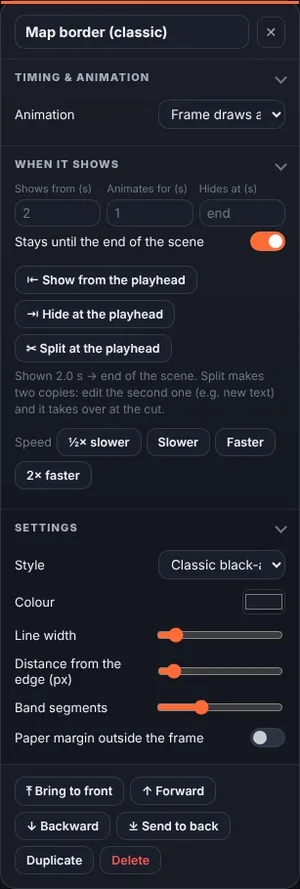 Map border (classic)
TIMING & ANIMATION
Animation
Frame draws a
WHEN IT SHOWS
Shows from (s) Animates for (s) Hides at (s)
2 1 end
Stays until the end of the scene
⇤ Show from the playhead
⇥ Hide at the playhead
✂ Split at the playhead
Shown 2.0 s → end of the scene. Split makes
two copies: edit the second one (e.g. new text)
and it takes over at the cut.
Speed ½× slower Slower Faster
2× faster
SETTINGS
Style Classic black-a
Colour
Line width
Distance from the
edge (px)
Band segments
Paper margin outside the frame
⤒ Bring to front ↑ Forward
↓ Backward ⤓ Send to back
Duplicate Delete